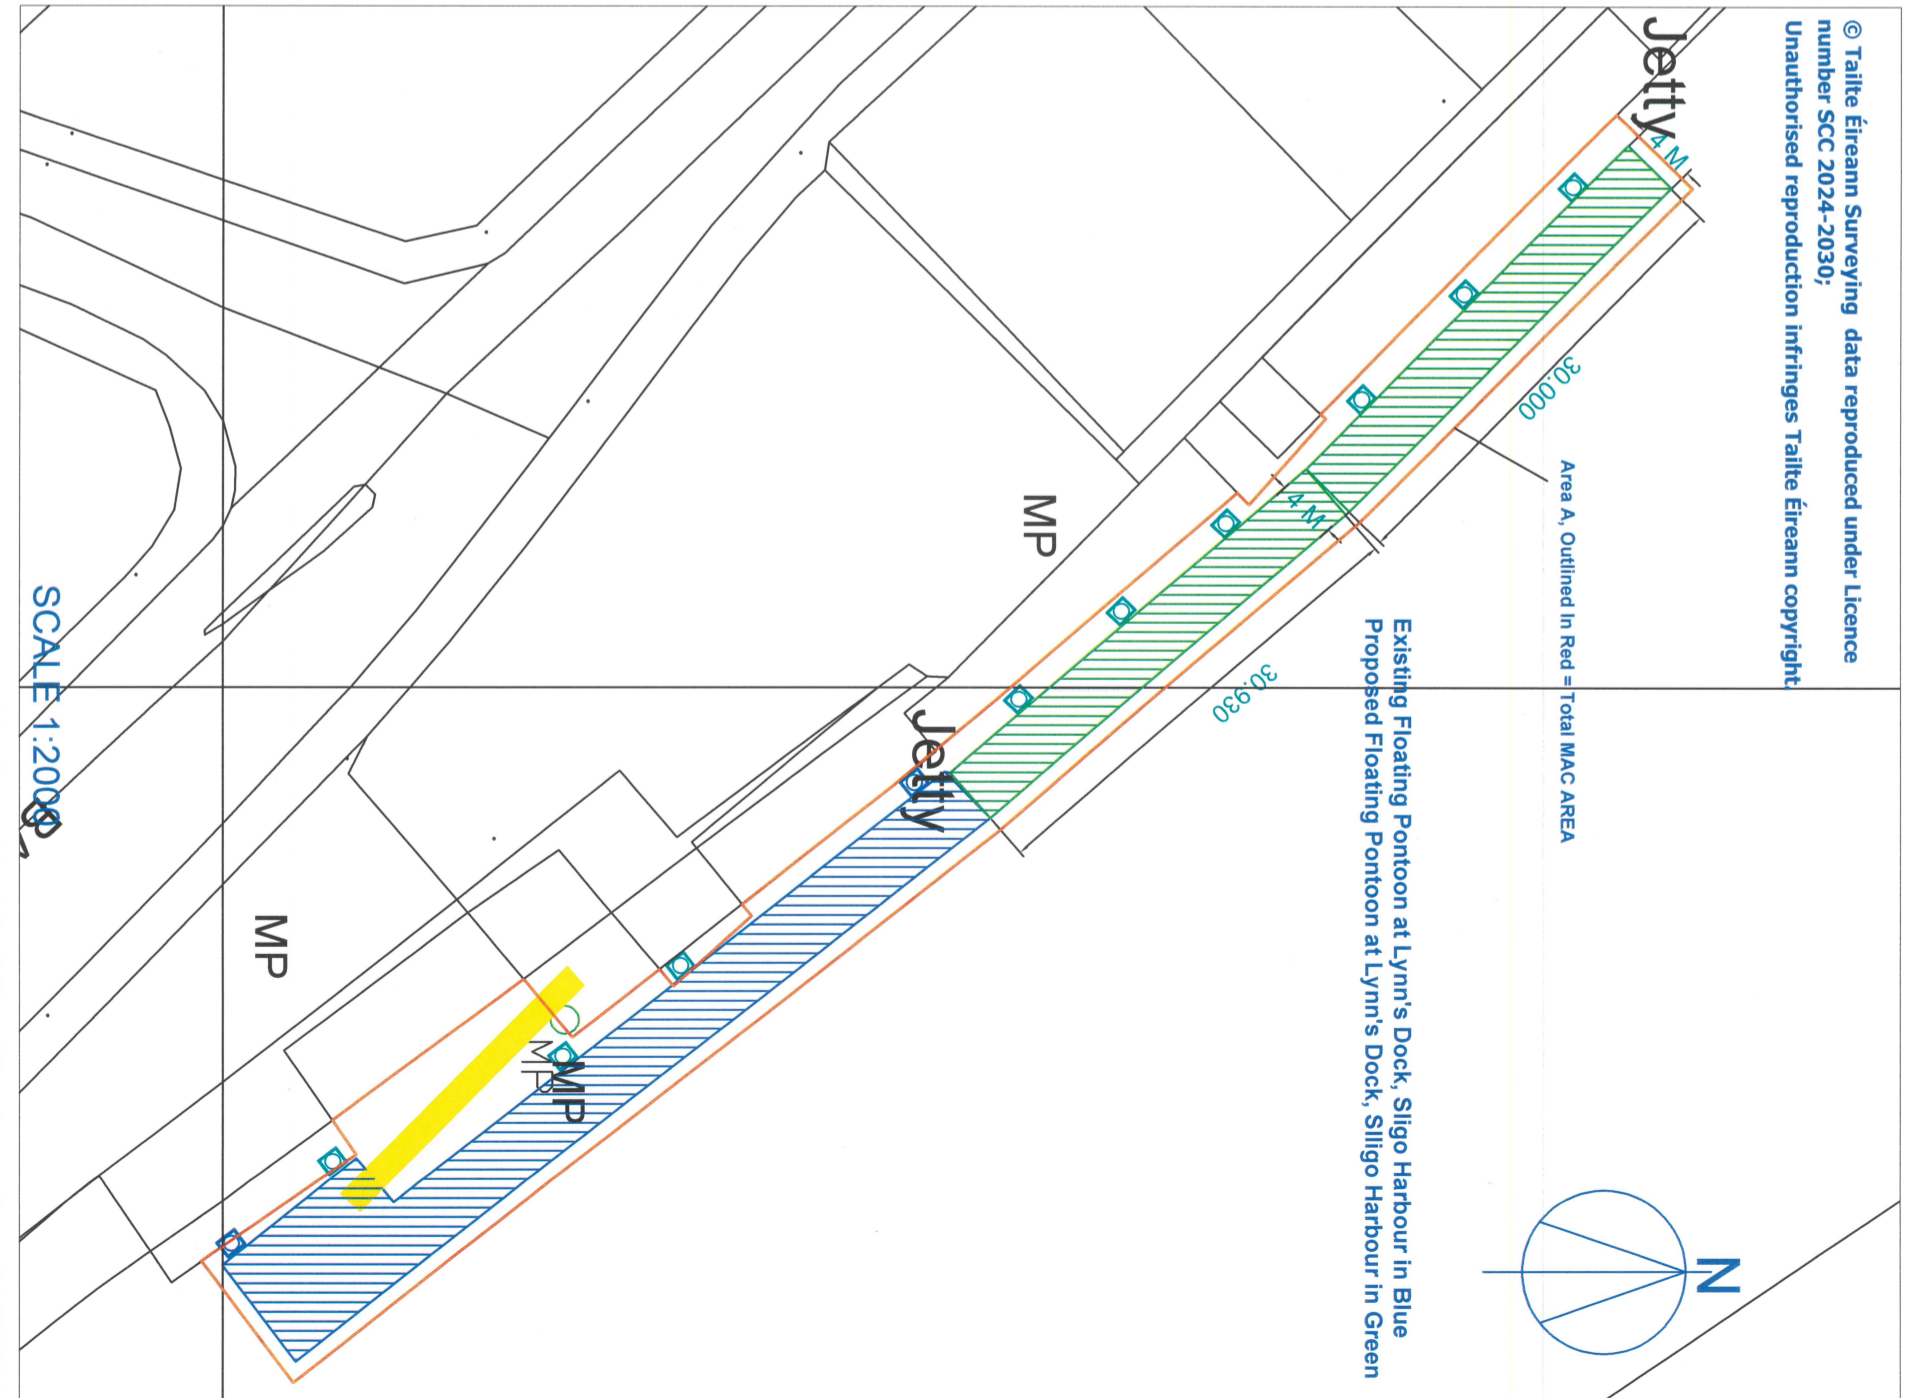 © Tailte Éireann Surveying data reproduced under Licence
number SCC 2024-2030;
Unauthorised reproduction infringes Tailte Éireann copyright.
Jetty
4 M
30.000
Area A, Outlined In Red = Total MAC AREA
4 M
MP
30.930
Existing Floating Pontoon at Lynn's Dock, Sligo Harbour in Blue
Proposed Floating Pontoon at Lynn's Dock, Slligo Harbour in Green
Jetty
N
MP
MP
MP
SCALE 1:2000